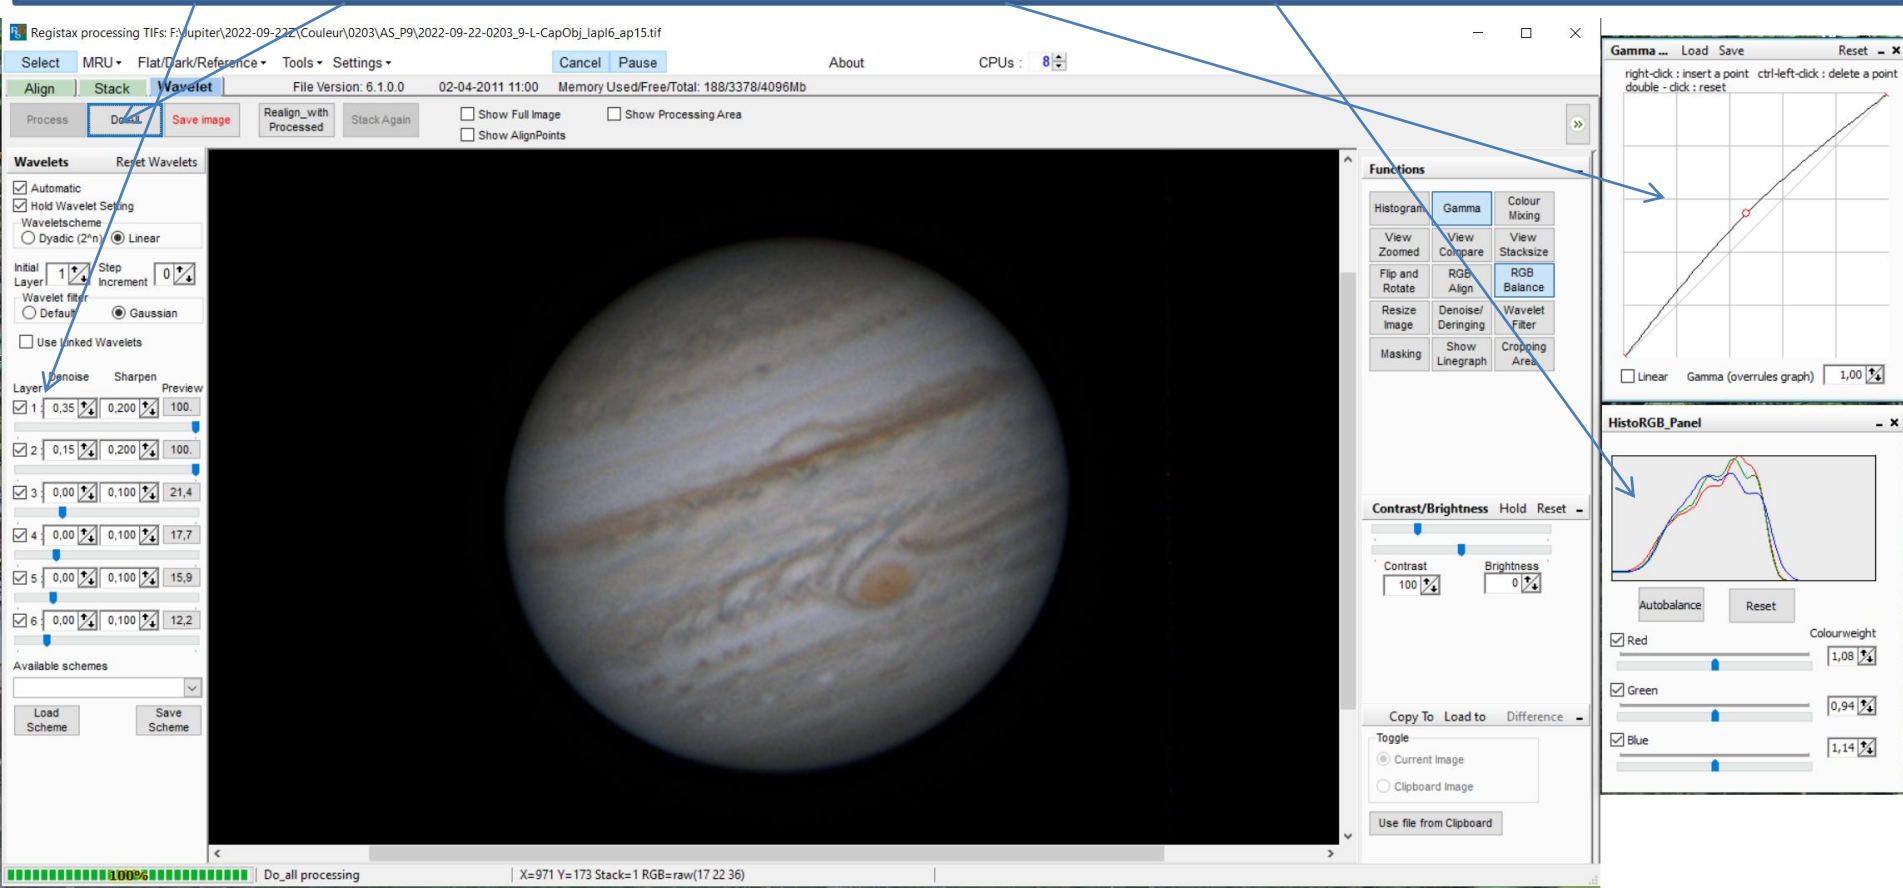 Registax processing TIFs: F:\Jupiter\2022-09-22Z\Couleur\0203\AS_P9\2022-09-22-0203_9-L-CapObj_lapl6_ap15.tif
Select MRU Flat/Dark/Reference Tools Settings Cancel Pause About CPUs : 8
Align Stack Wavelet File Version: 6.1.0.0 02-04-2011 11:00 Memory Used/Free/Total: 188/3378/4096Mb
Process Do All Save image Realign_with Processed Stack Again
Show Full Image Show Processing Area
Show AlignPoints
»
Wavelets Reset Wavelets
Automatic
Hold Wavelet Setting
Waveletscheme
Dyadic (2^n) Linear
Initial Layer 1 Step Increment 0
Wavelet filter
Default Gaussian
Use Linked Wavelets
Layer Denoise Sharpen Preview
1 : 0,35 0,200 100.
2 : 0,15 0,200 100.
3 : 0,00 0,100 21,4
4 : 0,00 0,100 17,7
5 : 0,00 0,100 15,9
6 : 0,00 0,100 12,2
Available schemes
Load Scheme Save Scheme
Functions
Histogram Gamma Colour Mixing
View Zoomed View Compare View Stacksize
Flip and Rotate RGB Align RGB Balance
Resize Image Denoise/ Deringing Wavelet Filter
Masking Show Linegraph Cropping Area
Contrast/Brightness Hold Reset
Contrast Brightness
100 0
Copy To Load to Difference
Toggle
Current Image
Clipboard Image
Use file from Clipboard
Gamma ... Load Save Reset
right-click : insert a point ctrl-left-click : delete a point
double - click : reset
Linear Gamma (overrules graph) 1,00
HistoRGB_Panel
Autobalance Reset
Colourweight
Red 1,08
Green 0,94
Blue 1,14
100% Do_all processing X=971 Y=173 Stack=1 RGB=raw(17 22 36)